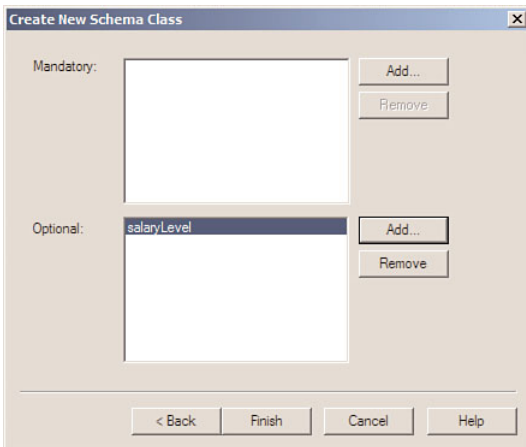 Create New Schema Class
Mandatory:
Add...
Remove
Optional:
salaryLevel
Add...
Remove
< Back
Finish
Cancel
Help